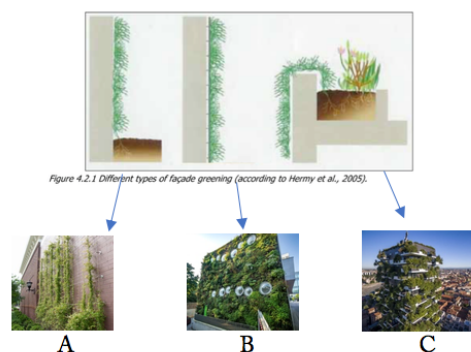 Figure 4.2.1 Different types of façade greening (according to Hermy et al., 2005).
A
B
C